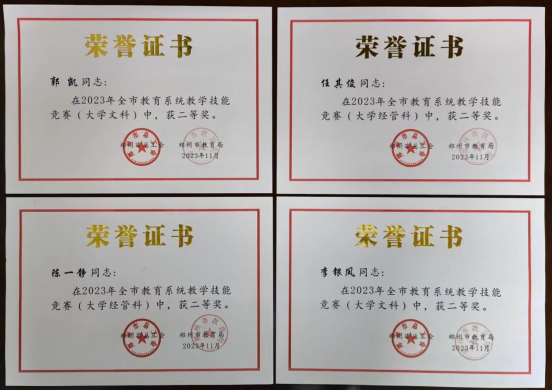 荣誉证书
郭凯同志：
在2023年全市教育系统教学技能
竞赛（大学文科）中，获二等奖。
郑州市教育局
2023年11月
荣誉证书
任其俊同志：
在2023年全市教育系统教学技能
竞赛（大学经管科）中，获二等奖。
郑州市教育局
2023年11月
荣誉证书
陈一静同志：
在2023年全市教育系统教学技能
竞赛（大学经管科）中，获二等奖。
郑州市教育局
2023年11月
荣誉证书
李银凤同志：
在2023年全市教育系统教学技能
竞赛（大学文科）中，获二等奖。
郑州市教育局
2023年11月